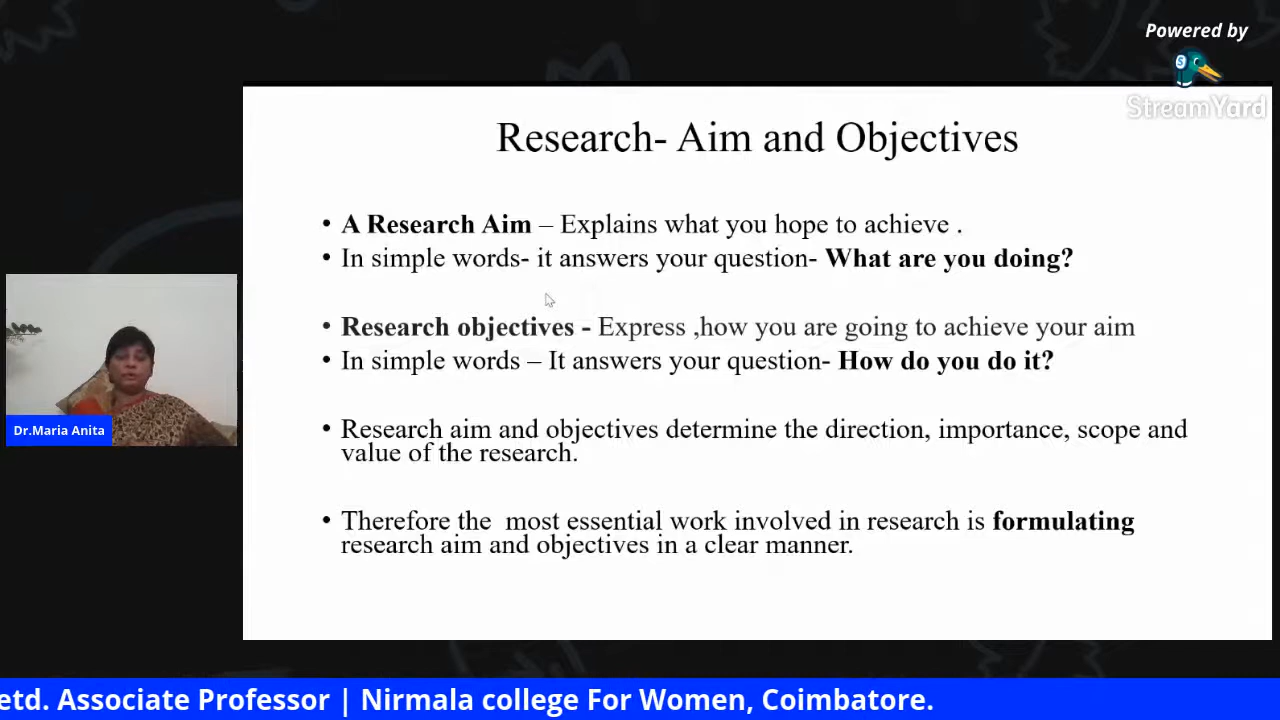 Powered by
StreamYard
Research- Aim and Objectives
• A Research Aim – Explains what you hope to achieve .
• In simple words- it answers your question- What are you doing?
• Research objectives - Express ,how you are going to achieve your aim
• In simple words – It answers your question- How do you do it?
• Research aim and objectives determine the direction, importance, scope and
value of the research.
• Therefore the  most essential work involved in research is formulating
research aim and objectives in a clear manner.
Dr.Maria Anita
etd. Associate Professor | Nirmala college For Women, Coimbatore.